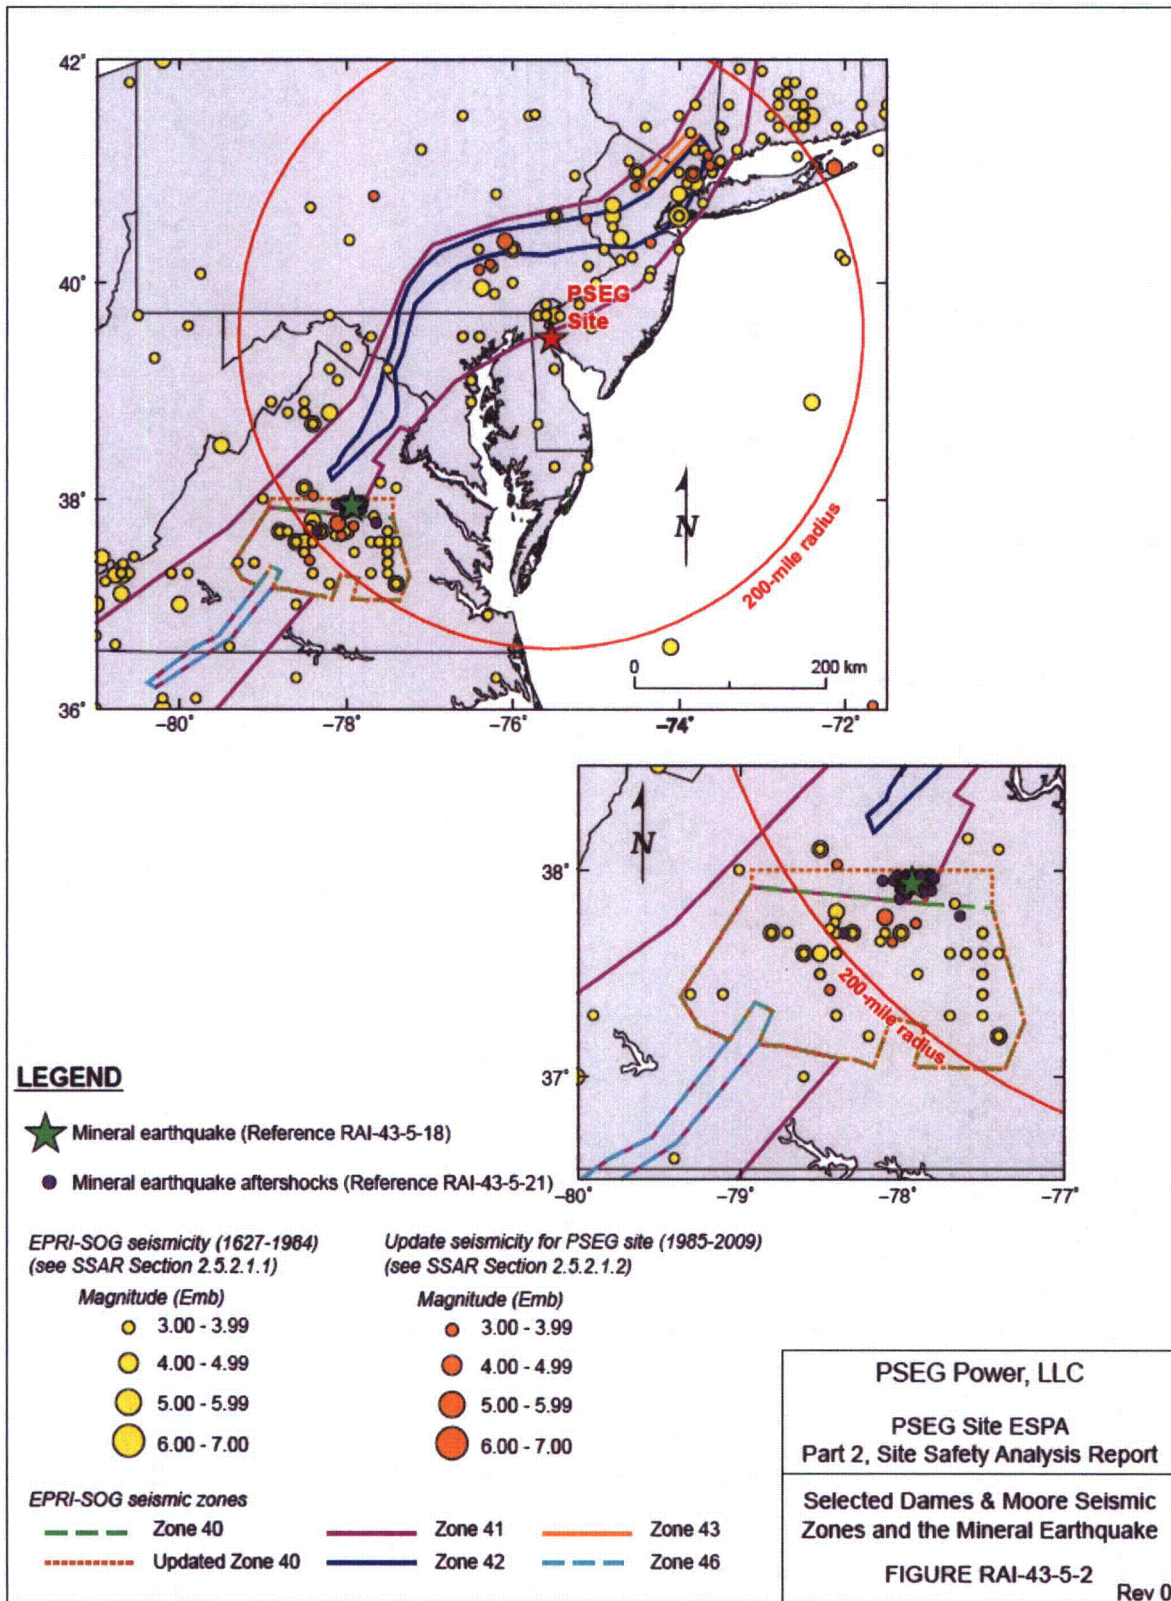 42°
40°
38°
36°
−80°
−78°
−76°
−74°
−72°
PSEG
Site
200-mile radius
N
0 200 km
N
38°
37°
200-mile radius
−80°
−79°
−78°
−77°
LEGEND
Mineral earthquake (Reference RAI-43-5-18)
Mineral earthquake aftershocks (Reference RAI-43-5-21)
EPRI-SOG seismicity (1627-1984)
(see SSAR Section 2.5.2.1.1)
Magnitude (Emb)
3.00 - 3.99
4.00 - 4.99
5.00 - 5.99
6.00 - 7.00
Update seismicity for PSEG site (1985-2009)
(see SSAR Section 2.5.2.1.2)
Magnitude (Emb)
3.00 - 3.99
4.00 - 4.99
5.00 - 5.99
6.00 - 7.00
EPRI-SOG seismic zones
Zone 40
Updated Zone 40
Zone 41
Zone 42
Zone 43
Zone 46
PSEG Power, LLC
PSEG Site ESPA
Part 2, Site Safety Analysis Report
Selected Dames & Moore Seismic
Zones and the Mineral Earthquake
FIGURE RAI-43-5-2
Rev 0